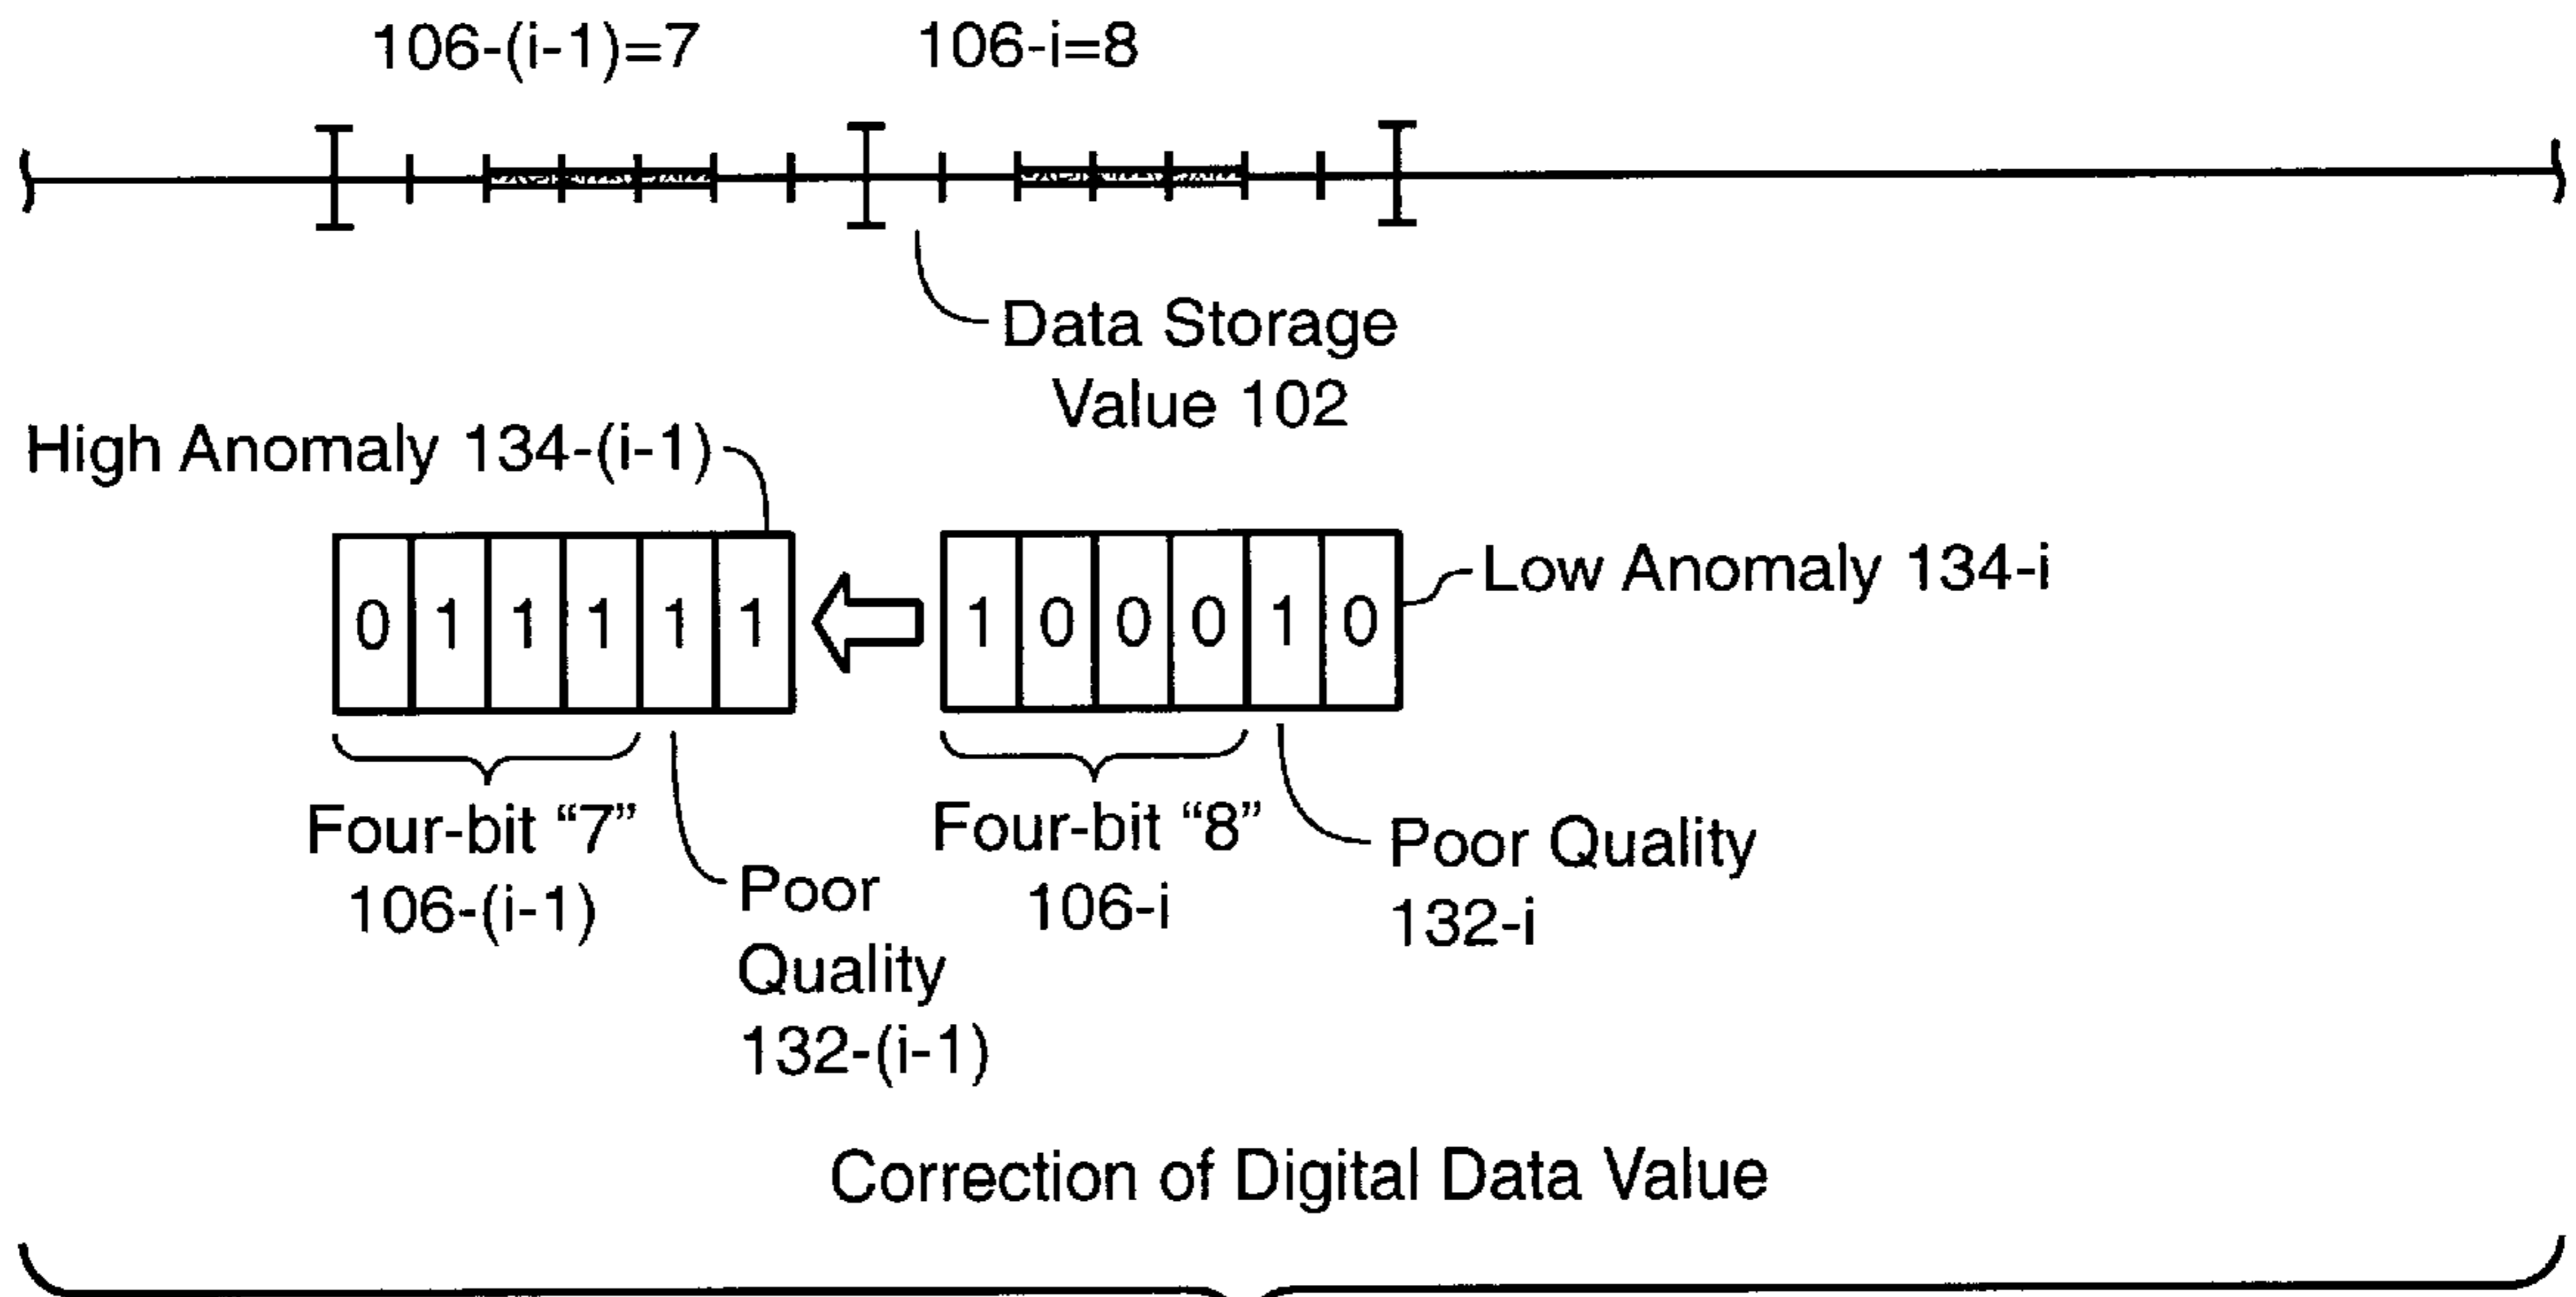 106-(i-1)=7
106-i=8
Data Storage
Value 102
High Anomaly 134-(i-1)
0 1 1 1 1 1
1 0 0 0 1 0
Low Anomaly 134-i
Four-bit “7”
106-(i-1)
Poor
Quality
132-(i-1)
Four-bit “8”
106-i
Poor Quality
132-i
Correction of Digital Data Value